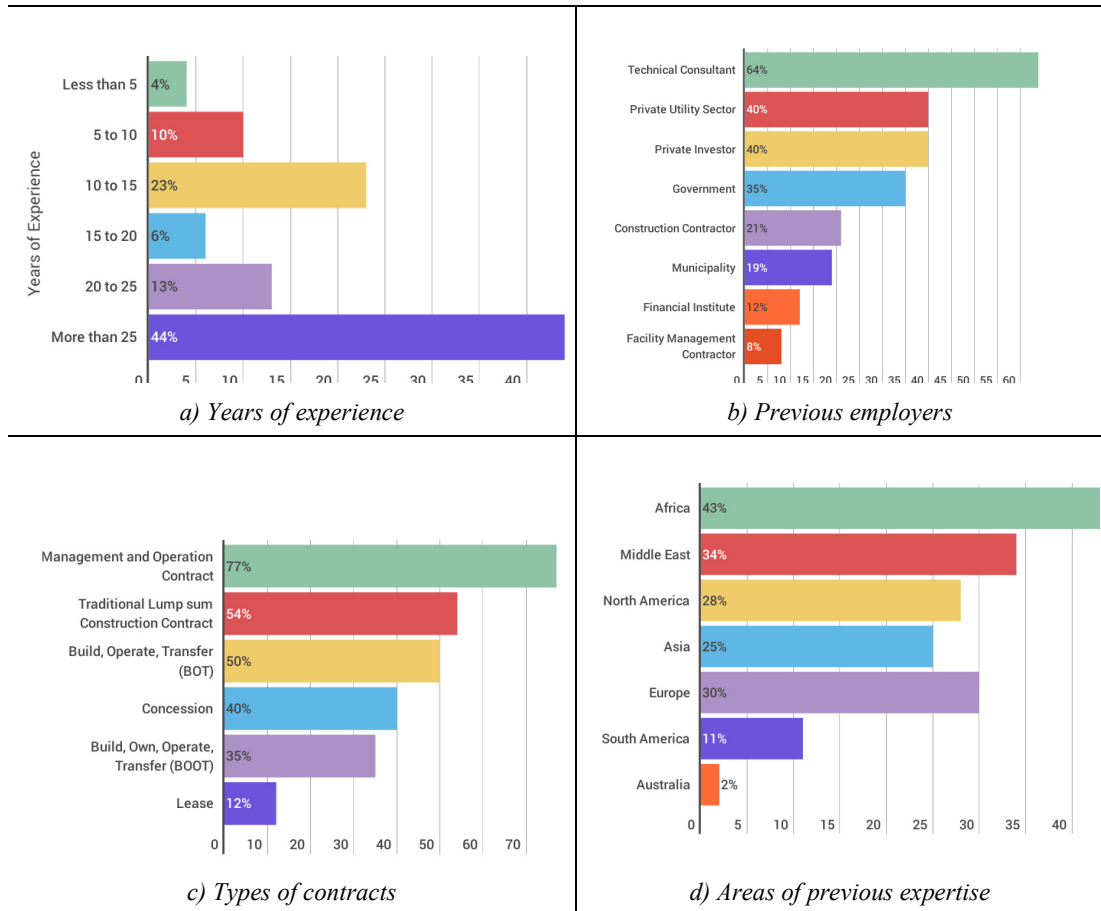 Years of Experience
Less than 5
4%
5 to 10
10%
10 to 15
23%
15 to 20
6%
20 to 25
13%
More than 25
44%
0 5 10 15 20 25 30 35 40
a) Years of experience
Technical Consultant
64%
Private Utility Sector
40%
Private Investor
40%
Government
35%
Construction Contractor
21%
Municipality
19%
Financial Institute
12%
Facility Management
Contractor
8%
0 5 10 15 20 25 30 35 40 45 50 55 60
b) Previous employers
Management and Operation
Contract
77%
Traditional Lump sum
Construction Contract
54%
Build, Operate, Transfer
(BOT)
50%
Concession
40%
Build, Own, Operate,
Transfer (BOOT)
35%
Lease
12%
0 10 20 30 40 50 60 70
c) Types of contracts
Africa
43%
Middle East
34%
North America
28%
Asia
25%
Europe
30%
South America
11%
Australia
2%
0 5 10 15 20 25 30 35 40
d) Areas of previous expertise